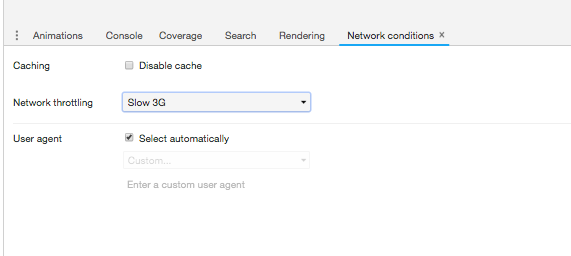 Animations Console Coverage Search Rendering Network conditions ×
Caching Disable cache
Network throttling Slow 3G
User agent Select automatically
Custom...
Enter a custom user agent